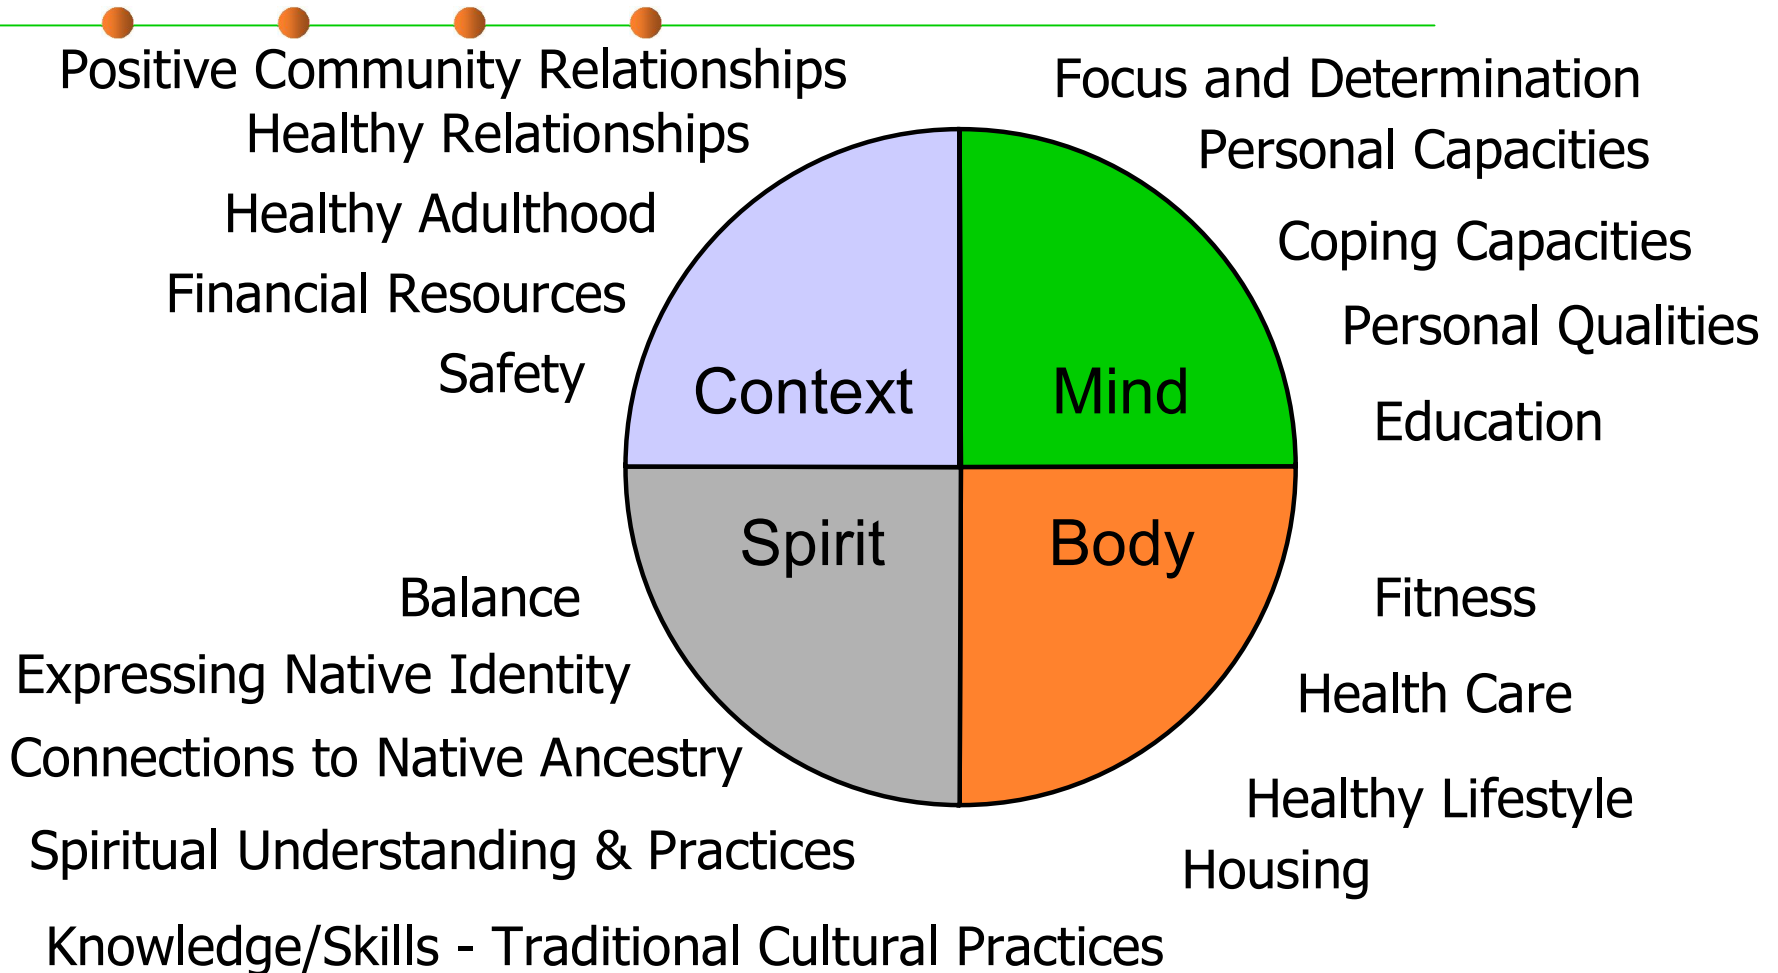 Positive Community Relationships
Healthy Relationships
Healthy Adulthood
Financial Resources
Safety
Focus and Determination
Personal Capacities
Coping Capacities
Personal Qualities
Education
Context
Mind
Spirit
Body
Balance
Expressing Native Identity
Connections to Native Ancestry
Spiritual Understanding & Practices
Knowledge/Skills - Traditional Cultural Practices
Fitness
Health Care
Healthy Lifestyle
Housing